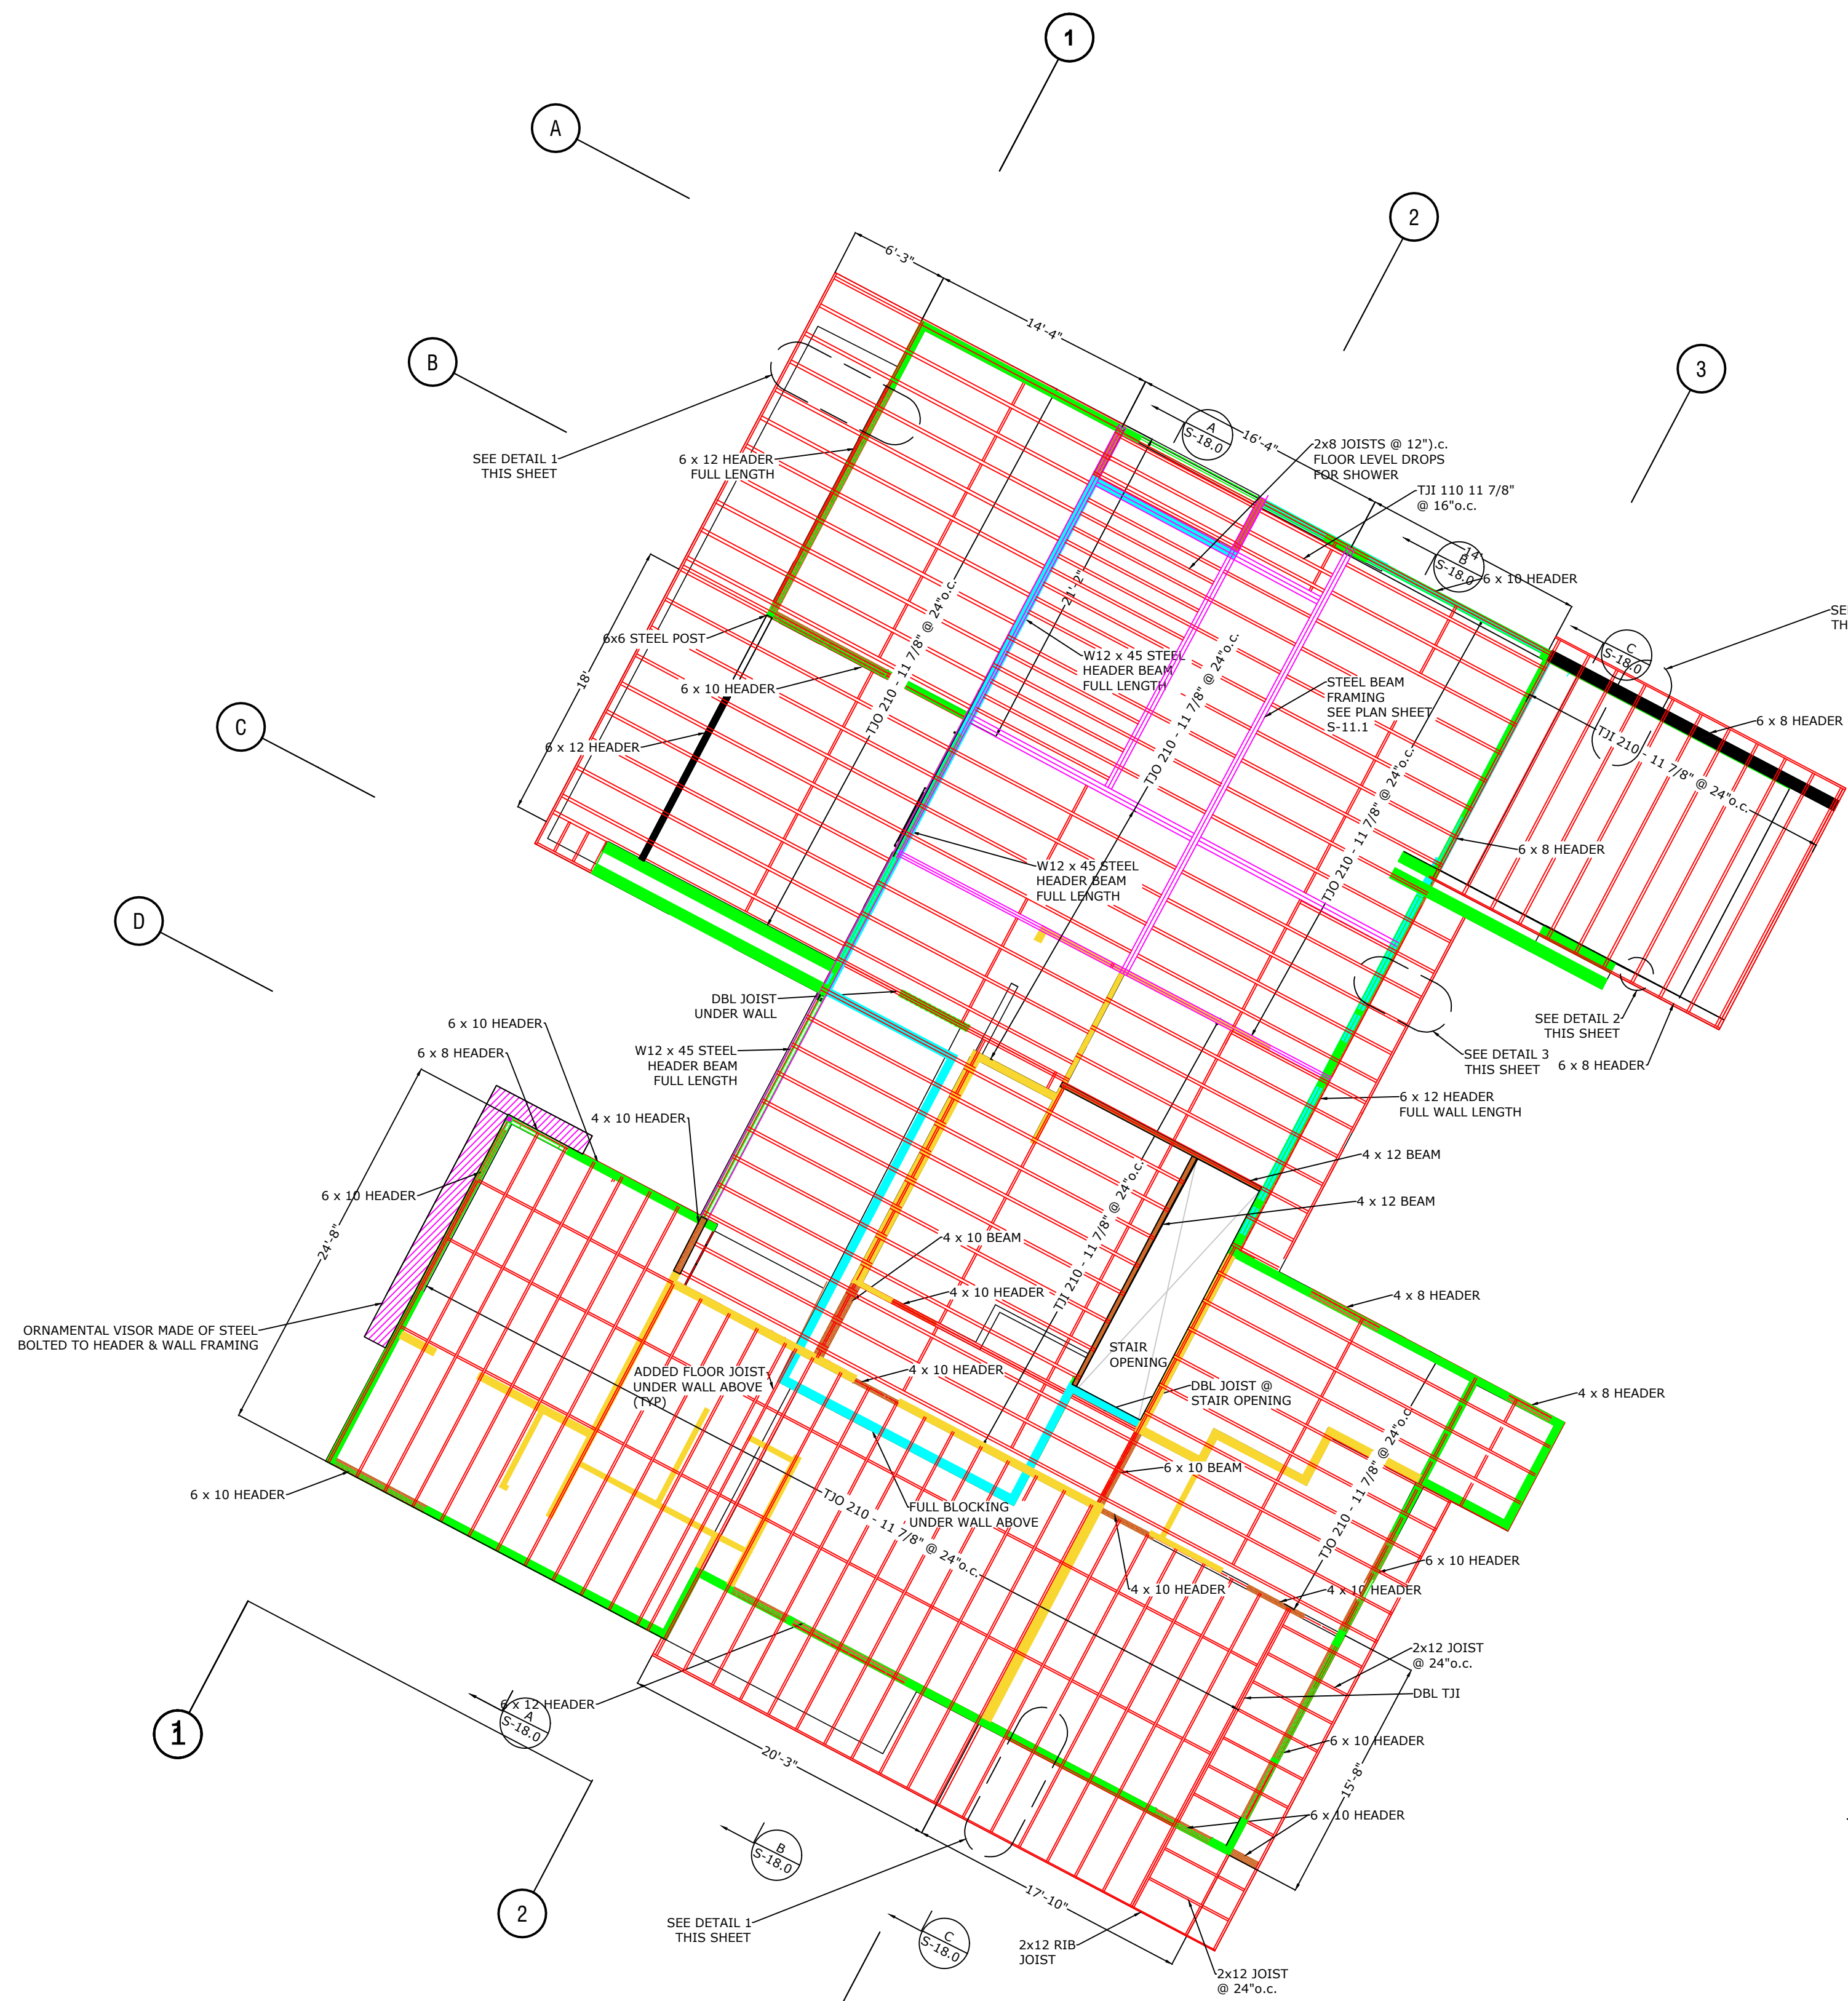 1
A
2
B
3
6'-3"
14'-4"
A
S-18.0
16'-4"
2x8 JOISTS @ 12").c.
FLOOR LEVEL DROPS
FOR SHOWER
SEE DETAIL 1
THIS SHEET
6 x 12 HEADER
FULL LENGTH
TJI 110 11 7/8"
@ 16"o.c.
14'
B
S-18.0
6 x 10 HEADER
21'-2"
TJO 210 - 11 7/8" @ 24"o.c.
6x6 STEEL POST
C
S-18.0
18'
6 x 10 HEADER
W12 x 45 STEEL
HEADER BEAM
FULL LENGTH
TJO 210 - 11 7/8" @ 24"o.c.
STEEL BEAM
FRAMING
SEE PLAN SHEET
S-11.1
C
6 x 12 HEADER
6 x 8 HEADER
TJI 210 - 11 7/8" @ 24"o.c.
TJO 210 - 11 7/8" @ 24"o.c.
6 x 8 HEADER
W12 x 45 STEEL
HEADER BEAM
FULL LENGTH
D
DBL JOIST
UNDER WALL
6 x 10 HEADER
SEE DETAIL 2
THIS SHEET
6 x 8 HEADER
W12 x 45 STEEL
HEADER BEAM
FULL LENGTH
SEE DETAIL 3
THIS SHEET
6 x 8 HEADER
4 x 10 HEADER
6 x 12 HEADER
FULL WALL LENGTH
4 x 12 BEAM
6 x 10 HEADER
4 x 12 BEAM
24'-8"
4 x 10 BEAM
TJI 210 - 11 7/8" @ 24"o.c.
4 x 10 HEADER
4 x 8 HEADER
ORNAMENTAL VISOR MADE OF STEEL
BOLTED TO HEADER & WALL FRAMING
STAIR
OPENING
ADDED FLOOR JOIST
UNDER WALL ABOVE
(TYP)
4 x 10 HEADER
DBL JOIST @
STAIR OPENING
4 x 8 HEADER
6 x 10 BEAM
6 x 10 HEADER
FULL BLOCKING
UNDER WALL ABOVE
TJO 210 - 11 7/8" @ 24"o.c.
TJO 210 - 11 7/8" @ 24"o.c.
6 x 10 HEADER
4 x 10 HEADER
4 x 10 HEADER
2x12 JOIST
@ 24"o.c.
6 x 12 HEADER
DBL TJI
1
A
S-18.0
6 x 10 HEADER
20'-3"
15'-8"
6 x 10 HEADER
B
S-18.0
2
17'-10"
SEE DETAIL 1
THIS SHEET
C
S-18.0
2x12 RIB
JOIST
2x12 JOIST
@ 24"o.c.